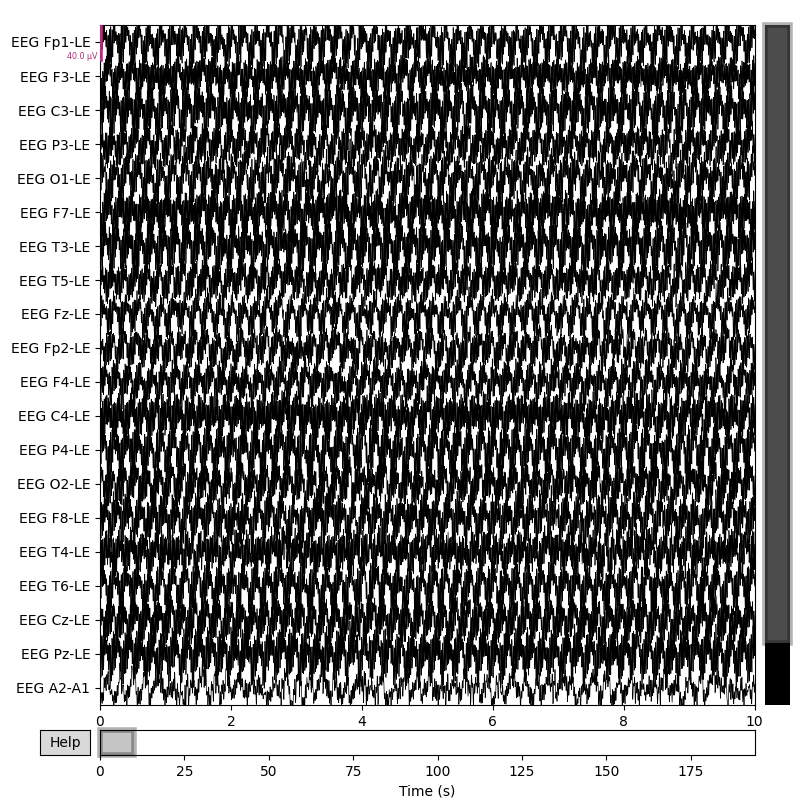 EEG Fp1-LE
40.0 µV
EEG F3-LE
EEG C3-LE
EEG P3-LE
EEG O1-LE
EEG F7-LE
EEG T3-LE
EEG T5-LE
EEG Fz-LE
EEG Fp2-LE
EEG F4-LE
EEG C4-LE
EEG P4-LE
EEG O2-LE
EEG F8-LE
EEG T4-LE
EEG T6-LE
EEG Cz-LE
EEG Pz-LE
EEG A2-A1
0 2 4 6 8 10
Help
0 25 50 75 100 125 150 175
Time (s)